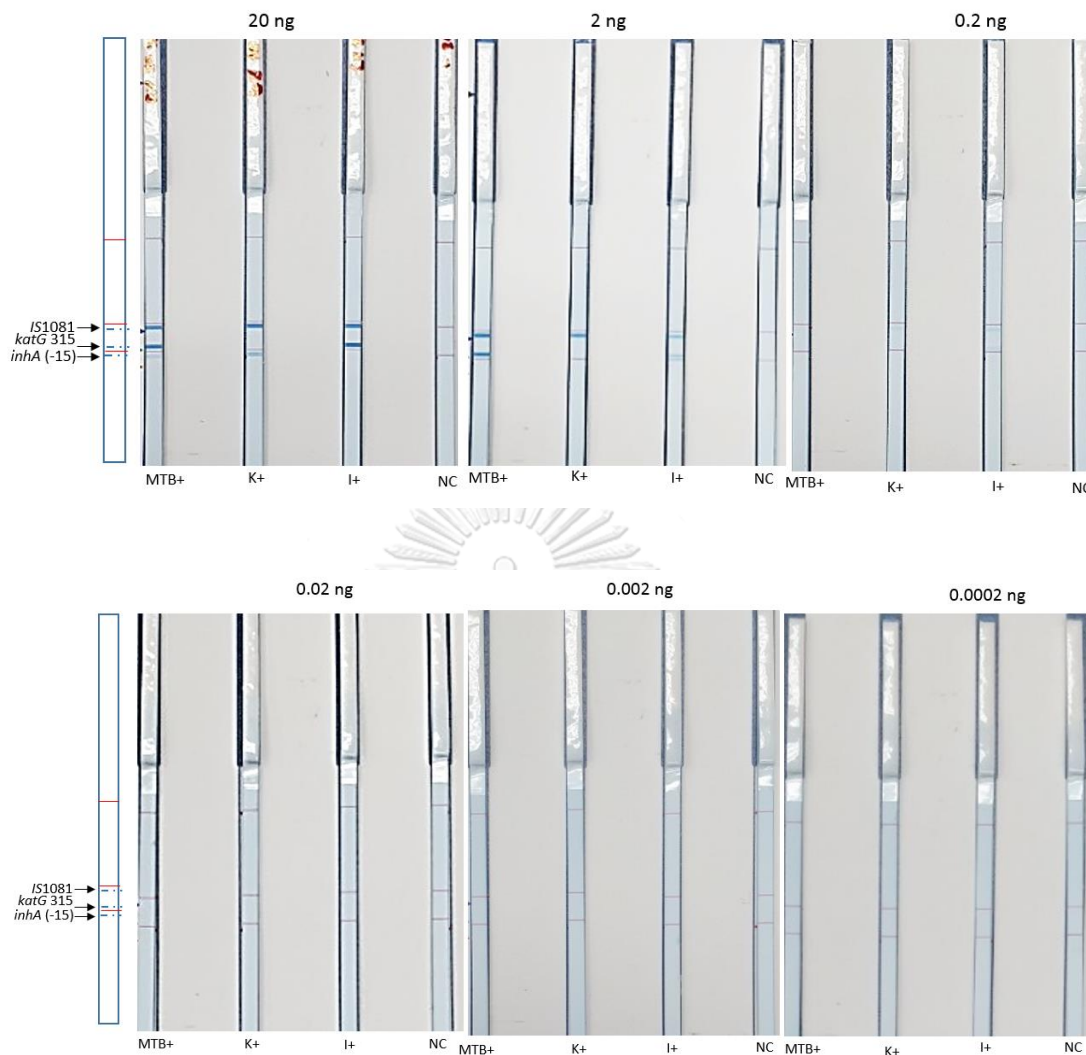 20 ng
2 ng
0.2 ng
IS1081
katG 315
inhA (-15)
MTB+
K+
I+
NC
MTB+
K+
I+
NC
MTB+
K+
I+
NC
0.02 ng
0.002 ng
0.0002 ng
IS1081
katG 315
inhA (-15)
MTB+
K+
I+
NC
MTB+
K+
I+
NC
MTB+
K+
I+
NC